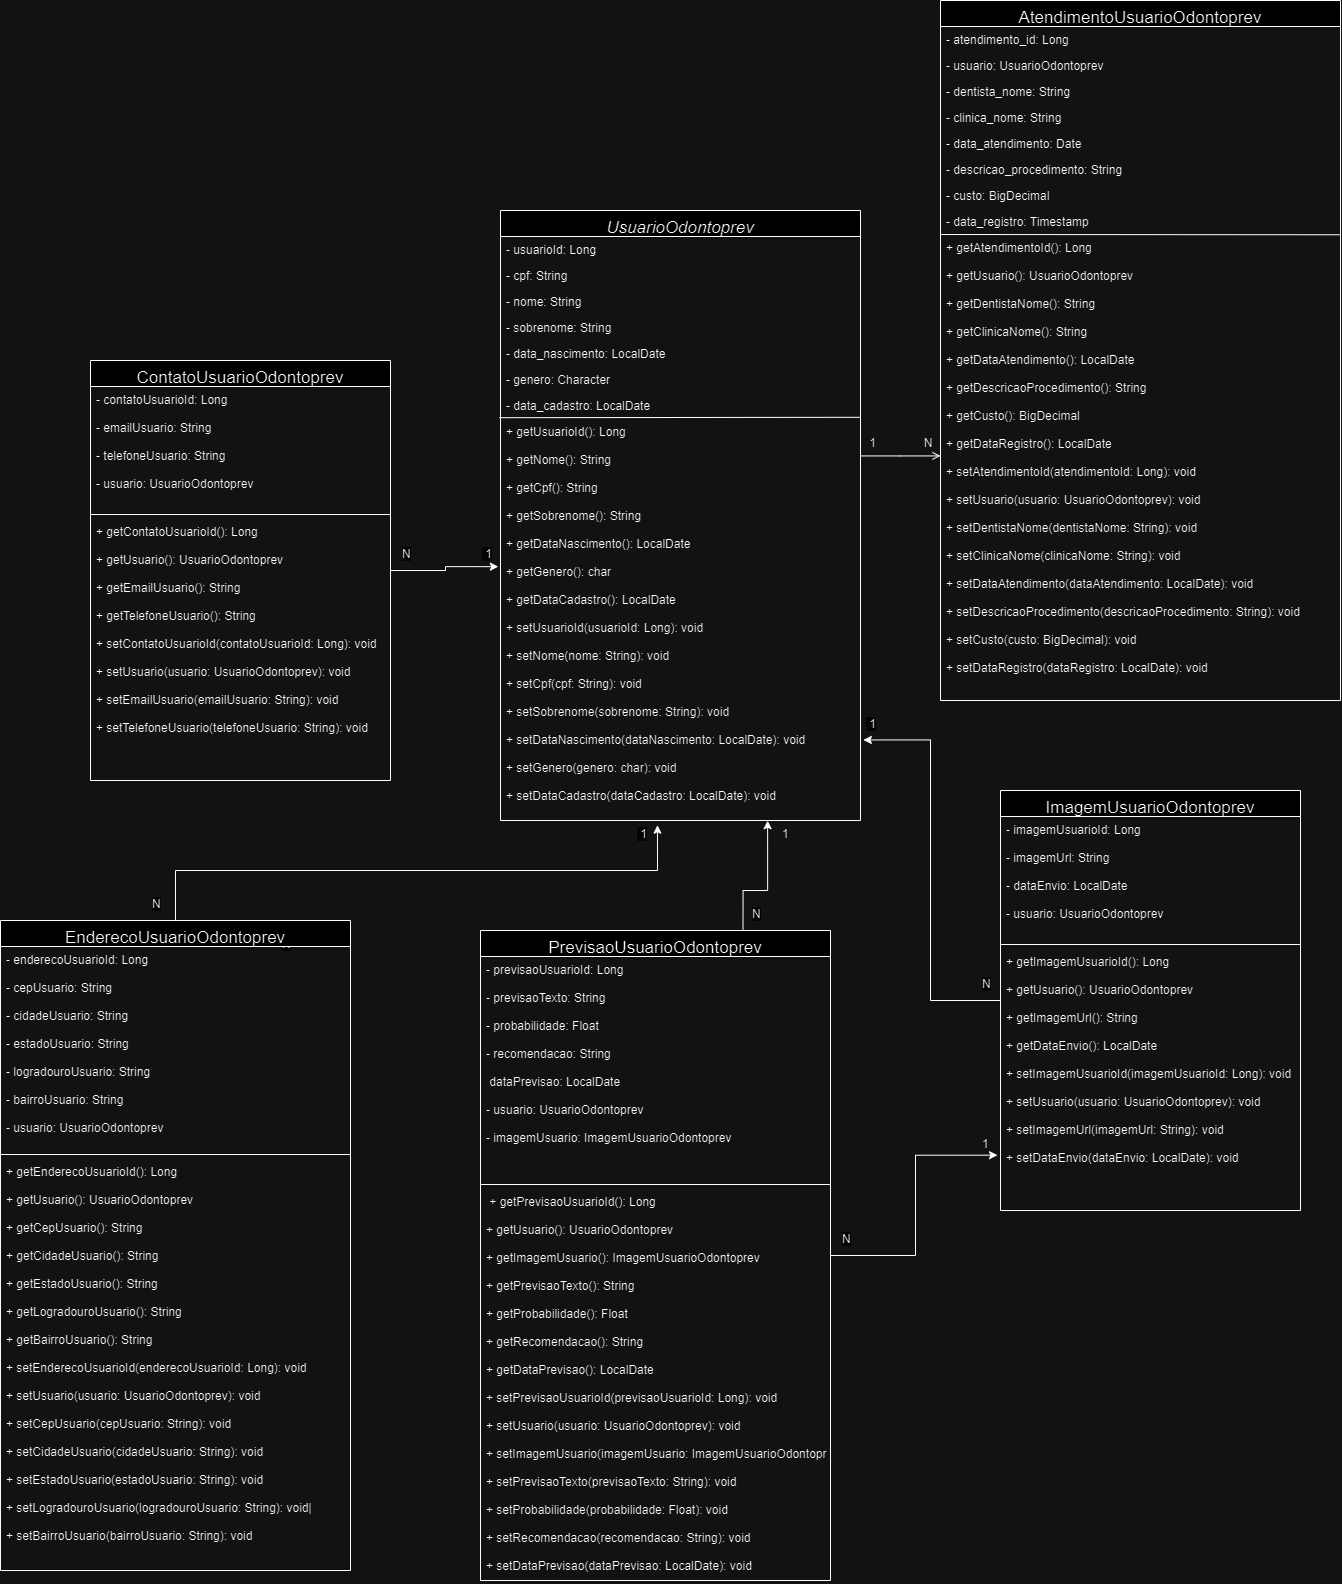 AtendimentoUsuarioOdontoprev
- atendimento_id: Long
- usuario: UsuarioOdontoprev
- dentista_nome: String
- clinica_nome: String
- data_atendimento: Date
- descricao_procedimento: String
- custo: BigDecimal
- data_registro: Timestamp
+ getAtendimentoId(): Long
+ getUsuario(): UsuarioOdontoprev
+ getDentistaNome(): String
+ getClinicaNome(): String
+ getDataAtendimento(): LocalDate
+ getDescricaoProcedimento(): String
+ getCusto(): BigDecimal
+ getDataRegistro(): LocalDate
+ setAtendimentoId(atendimentoId: Long): void
+ setUsuario(usuario: UsuarioOdontoprev): void
+ setDentistaNome(dentistaNome: String): void
+ setClinicaNome(clinicaNome: String): void
+ setDataAtendimento(dataAtendimento: LocalDate): void
+ setDescricaoProcedimento(descricaoProcedimento: String): void
+ setCusto(custo: BigDecimal): void
+ setDataRegistro(dataRegistro: LocalDate): void
UsuarioOdontoprev
- usuarioId: Long
- cpf: String
- nome: String
- sobrenome: String
- data_nascimento: LocalDate
- genero: Character
- data_cadastro: LocalDate
+ getUsuarioId(): Long
+ getNome(): String
+ getCpf(): String
+ getSobrenome(): String
+ getDataNascimento(): LocalDate
+ getGenero(): char
+ getDataCadastro(): LocalDate
+ setUsuarioId(usuarioId: Long): void
+ setNome(nome: String): void
+ setCpf(cpf: String): void
+ setSobrenome(sobrenome: String): void
+ setDataNascimento(dataNascimento: LocalDate): void
+ setGenero(genero: char): void
+ setDataCadastro(dataCadastro: LocalDate): void
1 N
ContatoUsuarioOdontoprev
- contatoUsuarioId: Long
- emailUsuario: String
- telefoneUsuario: String
- usuario: UsuarioOdontoprev
+ getContatoUsuarioId(): Long
+ getUsuario(): UsuarioOdontoprev
+ getEmailUsuario(): String
+ getTelefoneUsuario(): String
+ setContatoUsuarioId(contatoUsuarioId: Long): void
+ setUsuario(usuario: UsuarioOdontoprev): void
+ setEmailUsuario(emailUsuario: String): void
+ setTelefoneUsuario(telefoneUsuario: String): void
N 1
1
ImagemUsuarioOdontoprev
- imagemUsuarioId: Long
- imagemUrl: String
- dataEnvio: LocalDate
- usuario: UsuarioOdontoprev
+ getImagemUsuarioId(): Long
+ getUsuario(): UsuarioOdontoprev
+ getImagemUrl(): String
+ getDataEnvio(): LocalDate
+ setImagemUsuarioId(imagemUsuarioId: Long): void
+ setUsuario(usuario: UsuarioOdontoprev): void
+ setImagemUrl(imagemUrl: String): void
+ setDataEnvio(dataEnvio: LocalDate): void
N
1 1
N N
EnderecoUsuarioOdontoprev
- enderecoUsuarioId: Long
- cepUsuario: String
- cidadeUsuario: String
- estadoUsuario: String
- logradouroUsuario: String
- bairroUsuario: String
- usuario: UsuarioOdontoprev
+ getEnderecoUsuarioId(): Long
+ getUsuario(): UsuarioOdontoprev
+ getCepUsuario(): String
+ getCidadeUsuario(): String
+ getEstadoUsuario(): String
+ getLogradouroUsuario(): String
+ getBairroUsuario(): String
+ setEnderecoUsuarioId(enderecoUsuarioId: Long): void
+ setUsuario(usuario: UsuarioOdontoprev): void
+ setCepUsuario(cepUsuario: String): void
+ setCidadeUsuario(cidadeUsuario: String): void
+ setEstadoUsuario(estadoUsuario: String): void
+ setLogradouroUsuario(logradouroUsuario: String): void|
+ setBairroUsuario(bairroUsuario: String): void
PrevisaoUsuarioOdontoprev
- previsaoUsuarioId: Long
- previsaoTexto: String
- probabilidade: Float
- recomendacao: String
dataPrevisao: LocalDate
- usuario: UsuarioOdontoprev
- imagemUsuario: ImagemUsuarioOdontoprev
+ getPrevisaoUsuarioId(): Long
+ getUsuario(): UsuarioOdontoprev
+ getImagemUsuario(): ImagemUsuarioOdontoprev
+ getPrevisaoTexto(): String
+ getProbabilidade(): Float
+ getRecomendacao(): String
+ getDataPrevisao(): LocalDate
+ setPrevisaoUsuarioId(previsaoUsuarioId: Long): void
+ setUsuario(usuario: UsuarioOdontoprev): void
+ setImagemUsuario(imagemUsuario: ImagemUsuarioOdontopr
+ setPrevisaoTexto(previsaoTexto: String): void
+ setProbabilidade(probabilidade: Float): void
+ setRecomendacao(recomendacao: String): void
+ setDataPrevisao(dataPrevisao: LocalDate): void
1
N